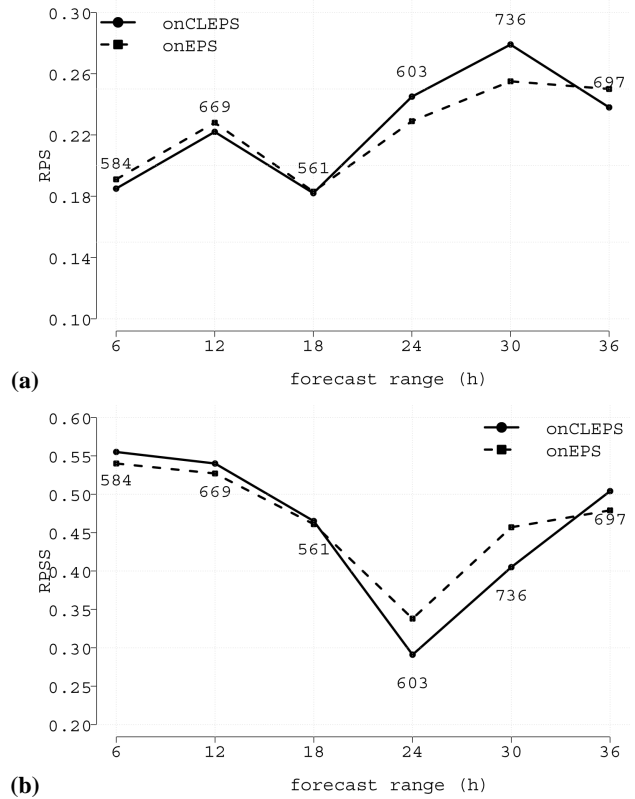 0.30
onCLEPS
onEPS
736
0.26
603
697
669
0.22
584
561
RPS
0.18
0.14
0.10
6 12 18 24 30 36
(a)
forecast range (h)
0.60
onCLEPS
onEPS
0.55
584
669
0.50
697
0.45
561
RPSS
0.40
736
0.35
0.30
603
0.25
0.20
6 12 18 24 30 36
(b)
forecast range (h)